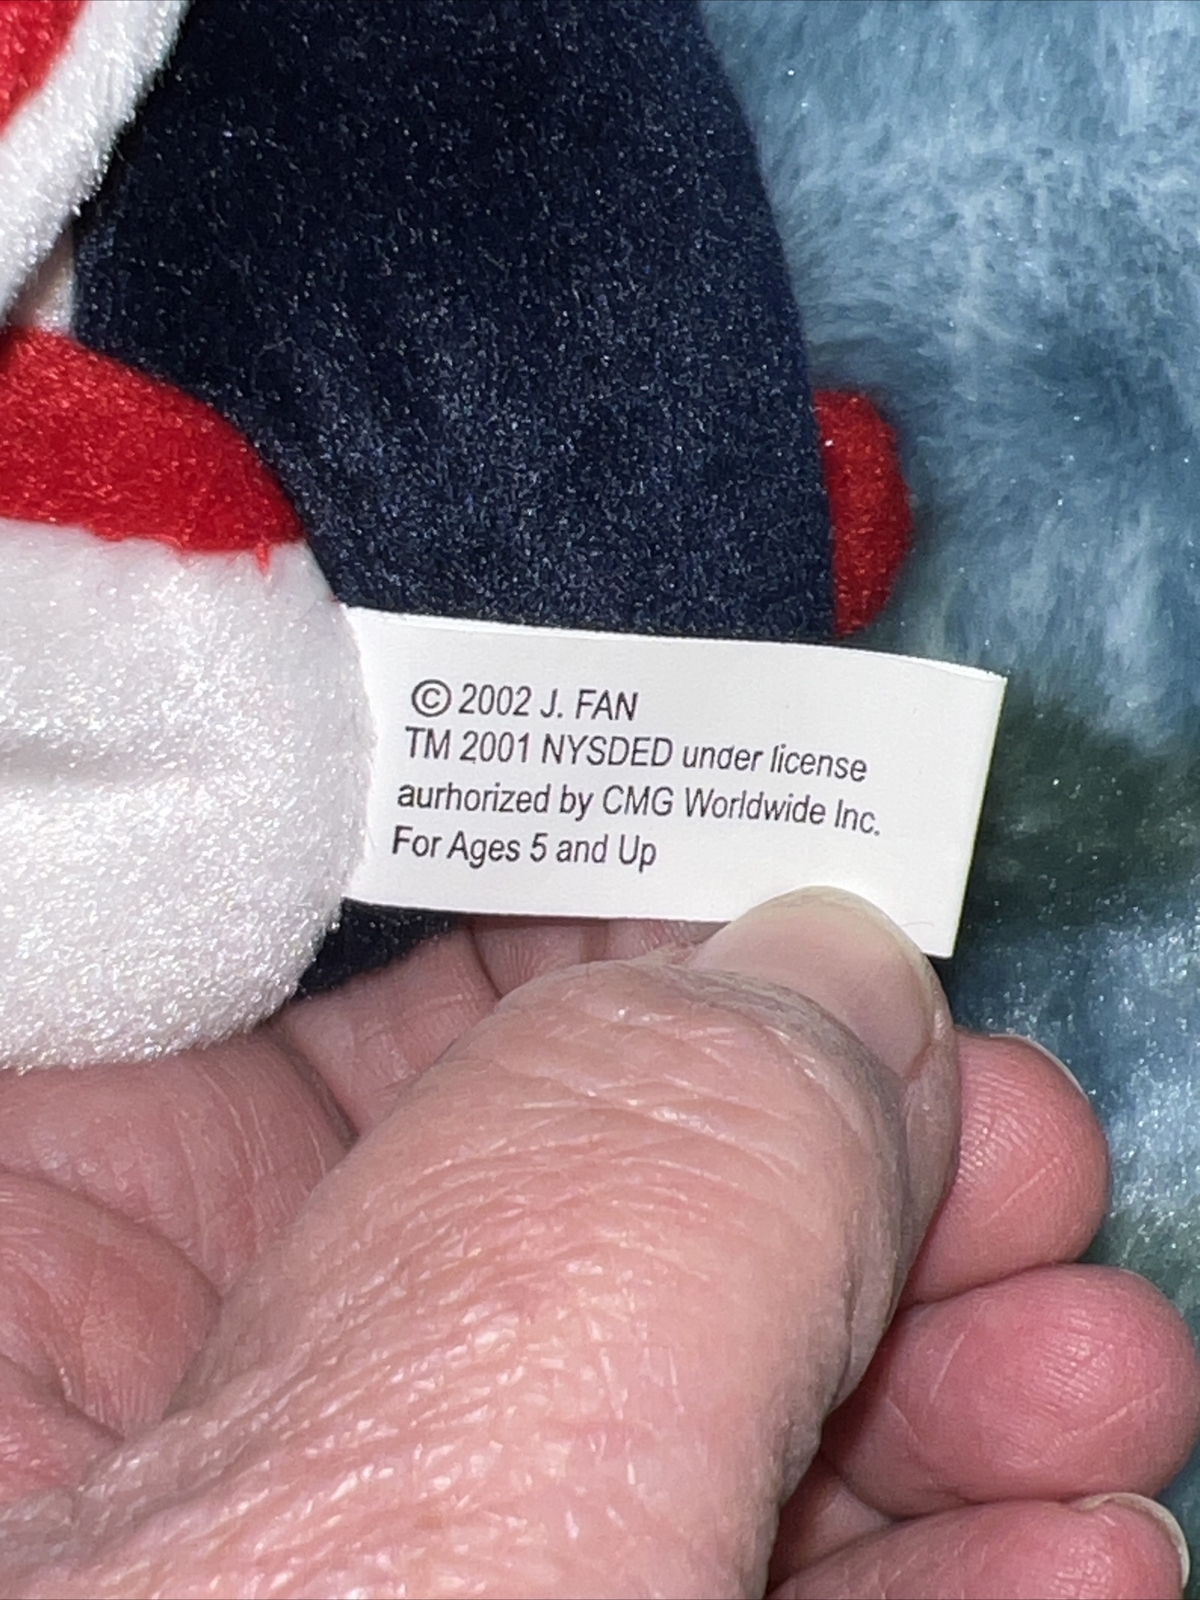 © 2002 J. FAN
TM 2001 NYSDED under license
aurhorized by CMG Worldwide Inc.
For Ages 5 and Up